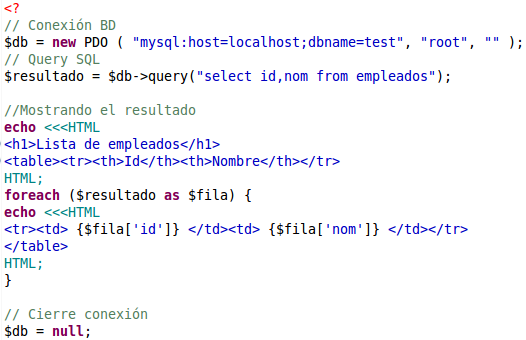 <?
// Conexión BD
$db = new PDO ( "mysql:host=localhost;dbname=test", "root", "" );
// Query SQL
$resultado = $db->query("select id,nom from empleados");
//Mostrando el resultado
echo <<<HTML
<h1>Lista de empleados</h1>
<table><tr><th>Id</th><th>Nombre</th></tr>
HTML;
foreach ($resultado as $fila) {
echo <<<HTML
<tr><td> {$fila['id']} </td><td> {$fila['nom']} </td></tr>
</table>
HTML;
}
// Cierre conexión
$db = null;